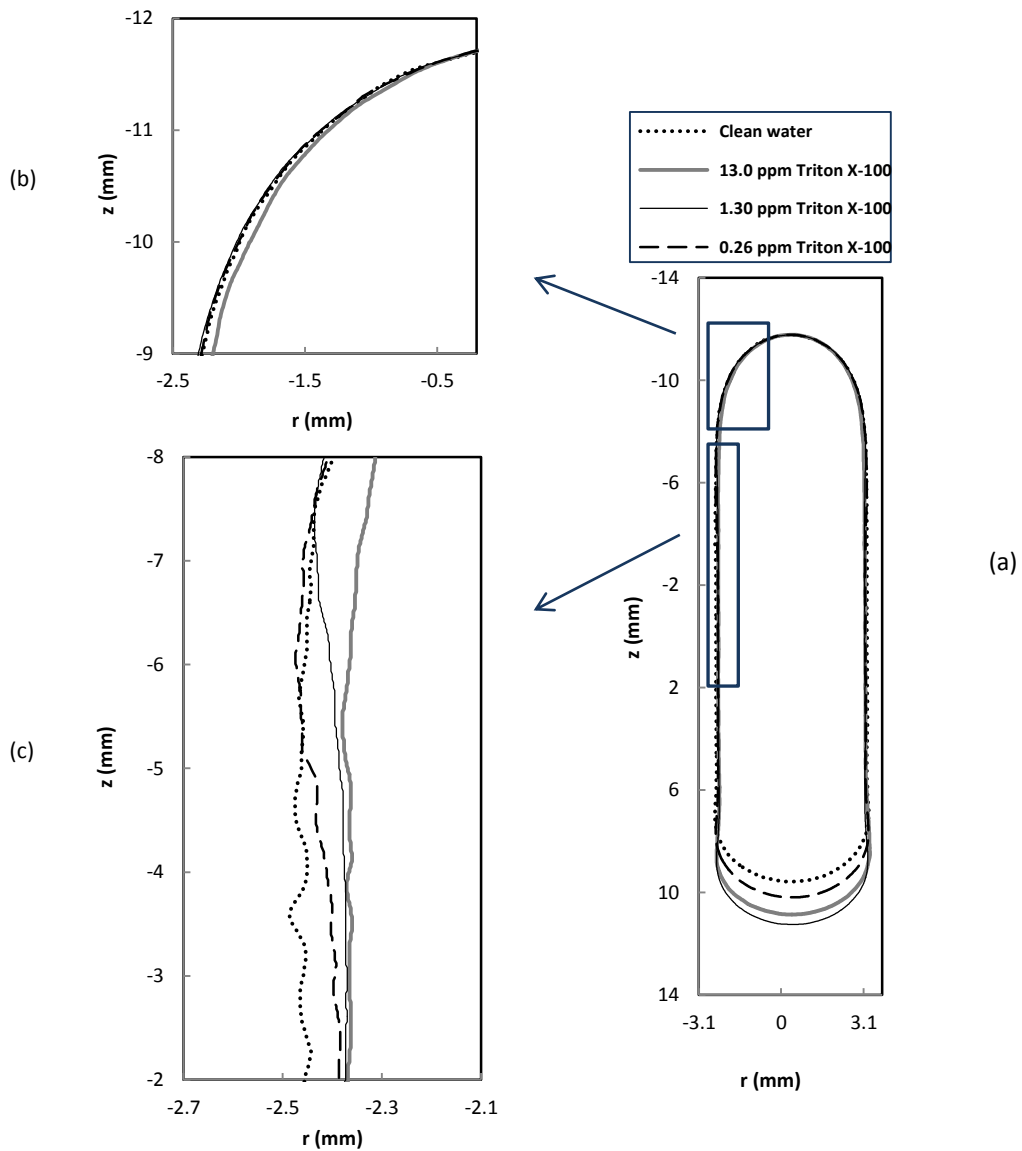 (b)
-12
-11
-10
-9
z (mm)
-2.5 -1.5 -0.5
r (mm)
Clean water
13.0 ppm Triton X-100
1.30 ppm Triton X-100
0.26 ppm Triton X-100
(c)
-8
-7
-6
-5
-4
-3
-2
z (mm)
-2.7 -2.5 -2.3 -2.1
r (mm)
(a)
-14
-10
-6
-2
2
6
10
14
z (mm)
-3.1 0 3.1
r (mm)